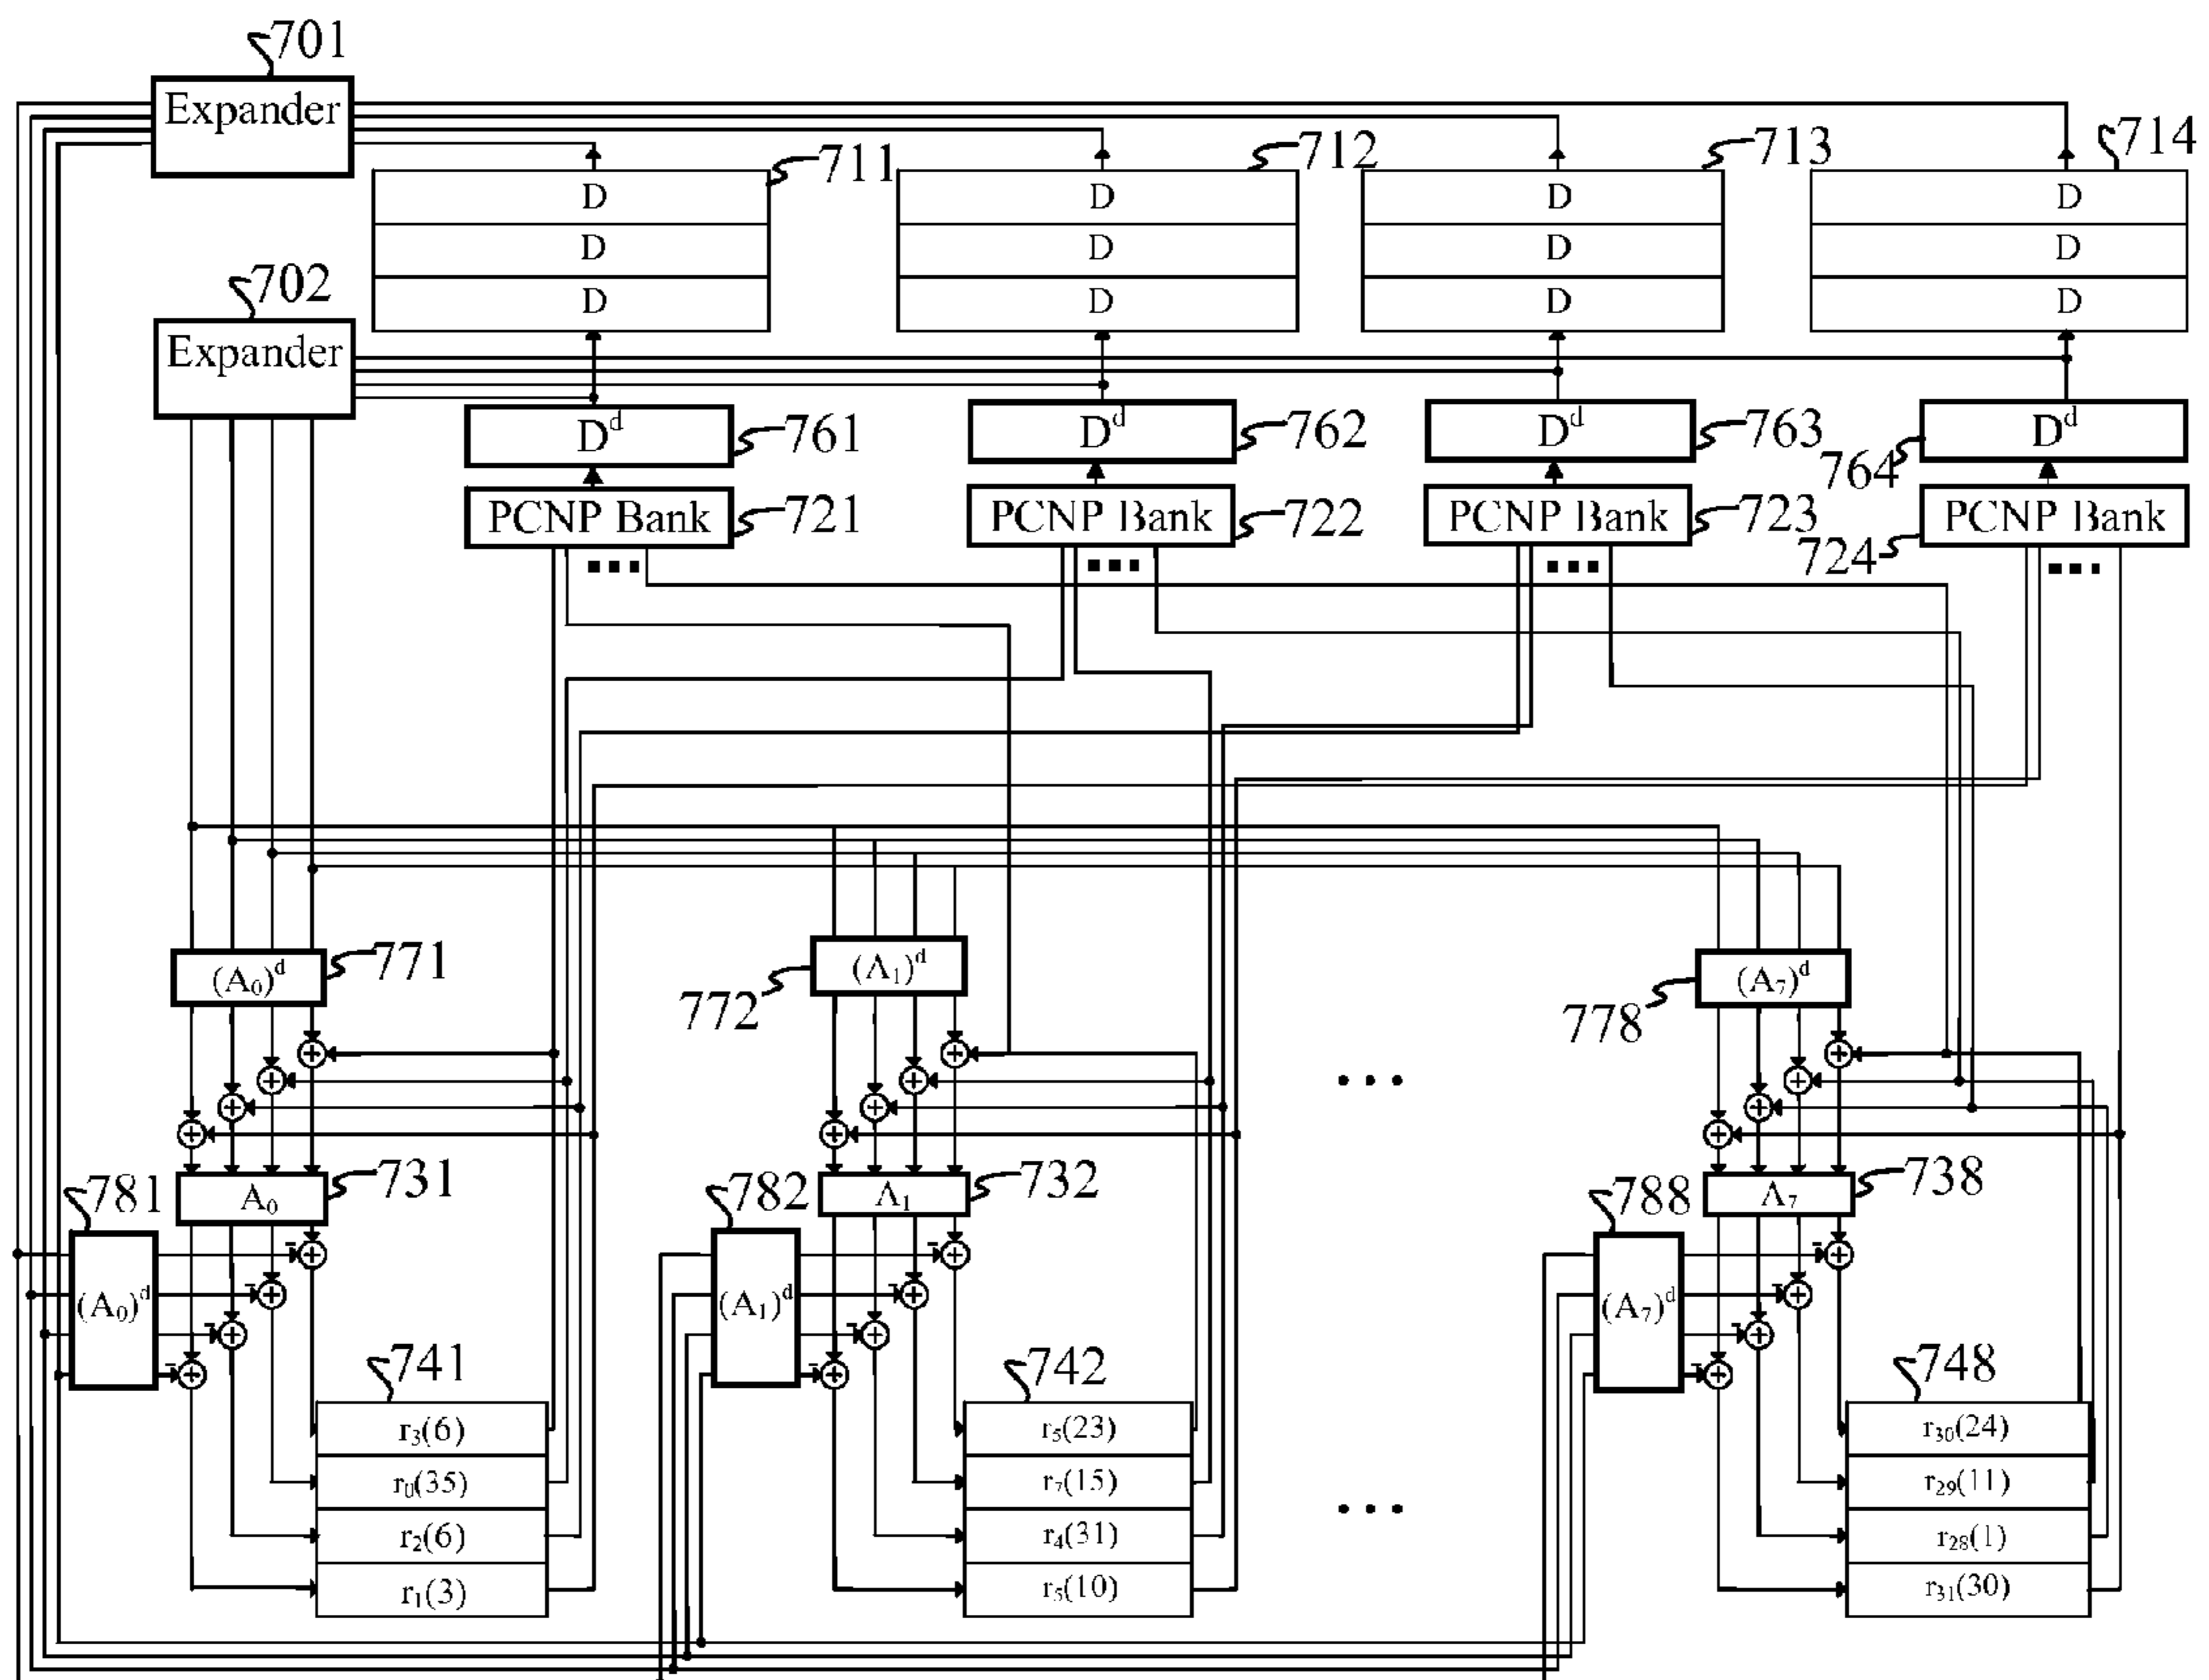 701
Expander
711
712
713
714
D
D
D
D
D
D
D
D
D
D
D
D
702
Expander
D^d
761
D^d
762
D^d
763
D^d
764
PCNP Bank
721
PCNP Bank
722
PCNP Bank
723
PCNP Bank
724
...
...
...
...
(A₀)^d
771
(A₁)^d
772
(A₇)^d
778
...
A₀
731
A₁
732
A₇
738
781
(A₀)^d
782
(A₁)^d
788
(A₇)^d
741
r₃(6)
r₀(35)
r₂(6)
r₁(3)
742
r₅(23)
r₇(15)
r₄(31)
r₅(10)
...
748
r₃₀(24)
r₂₉(11)
r₂₈(1)
r₃₁(30)